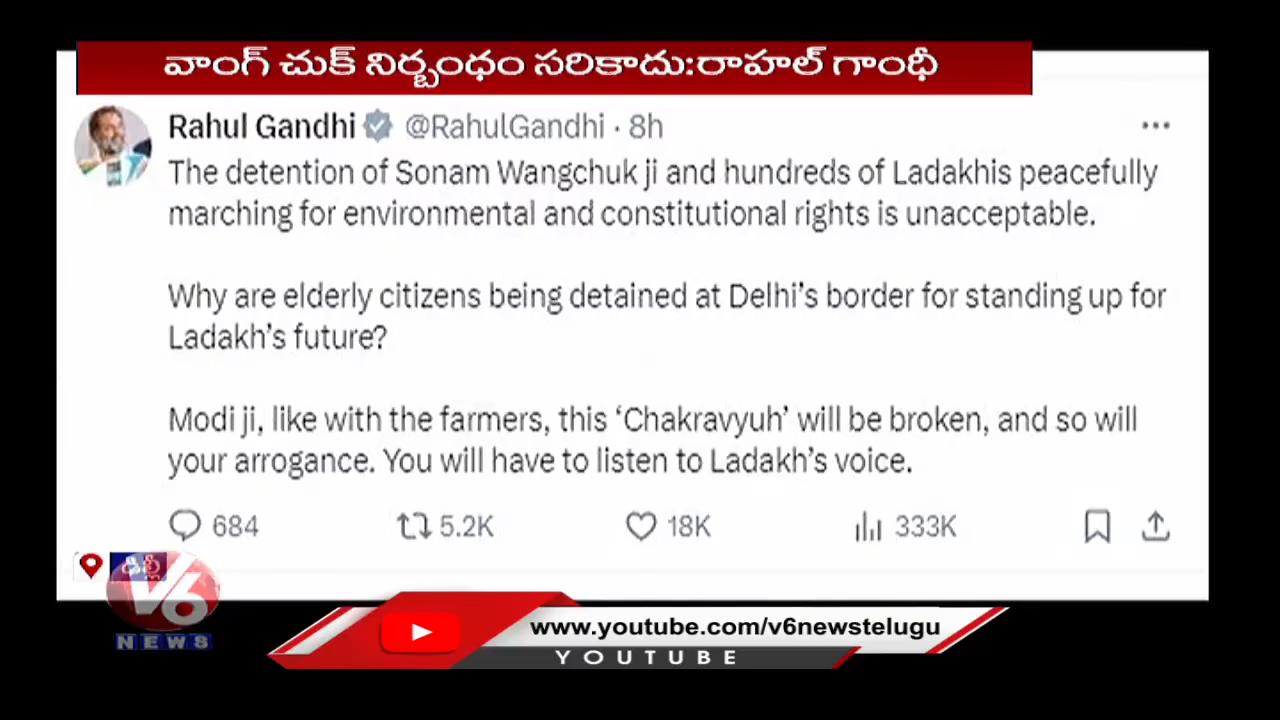 వాంగ్ చుక్ నిర్బంధం సరికాదు:రాహల్ గాంధీ
Rahul Gandhi @RahulGandhi · 8h
The detention of Sonam Wangchuk ji and hundreds of Ladakhis peacefully
marching for environmental and constitutional rights is unacceptable.
Why are elderly citizens being detained at Delhi's border for standing up for
Ladakh's future?
Modi ji, like with the farmers, this ‘Chakravyuh’ will be broken, and so will
your arrogance. You will have to listen to Ladakh's voice.
684 5.2K 18K 333K
V6
NEWS
www.youtube.com/v6newstelugu
YOUTUBE